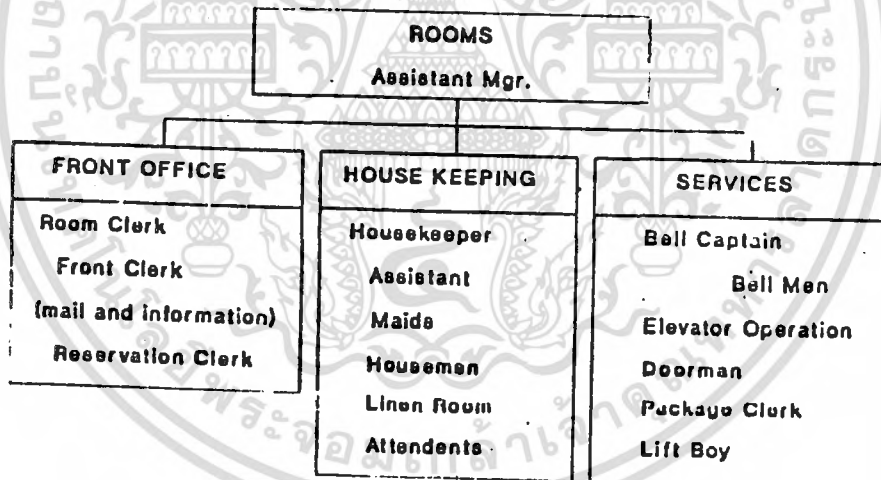 ROOMS
Assistant Mgr.
FRONT OFFICE
Room Clerk
Front Clerk
(mail and information)
Reservation Clerk
HOUSE KEEPING
Housekeeper
Assistant
Maids
Housemen
Linen Room
Attendents
SERVICES
Bell Captain
Bell Men
Elevator Operation
Doorman
Package Clerk
Lift Boy